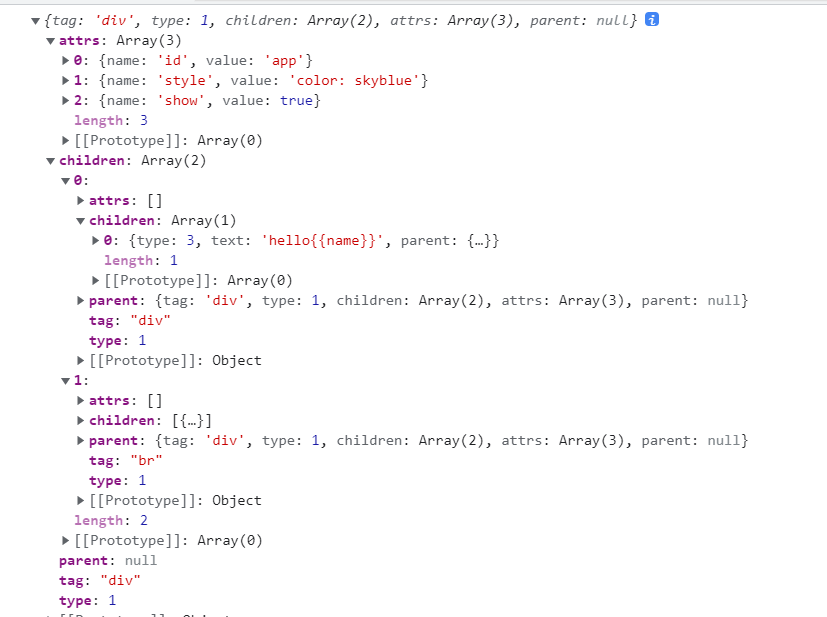 {tag: 'div', type: 1, children: Array(2), attrs: Array(3), parent: null} i
attrs: Array(3)
0: {name: 'id', value: 'app'}
1: {name: 'style', value: 'color: skyblue'}
2: {name: 'show', value: true}
length: 3
[[Prototype]]: Array(0)
children: Array(2)
0:
attrs: []
children: Array(1)
0: {type: 3, text: 'hello{{name}}', parent: {…}}
length: 1
[[Prototype]]: Array(0)
parent: {tag: 'div', type: 1, children: Array(2), attrs: Array(3), parent: null}
tag: "div"
type: 1
[[Prototype]]: Object
1:
attrs: []
children: [{…}]
parent: {tag: 'div', type: 1, children: Array(2), attrs: Array(3), parent: null}
tag: "br"
type: 1
[[Prototype]]: Object
length: 2
[[Prototype]]: Array(0)
parent: null
tag: "div"
type: 1